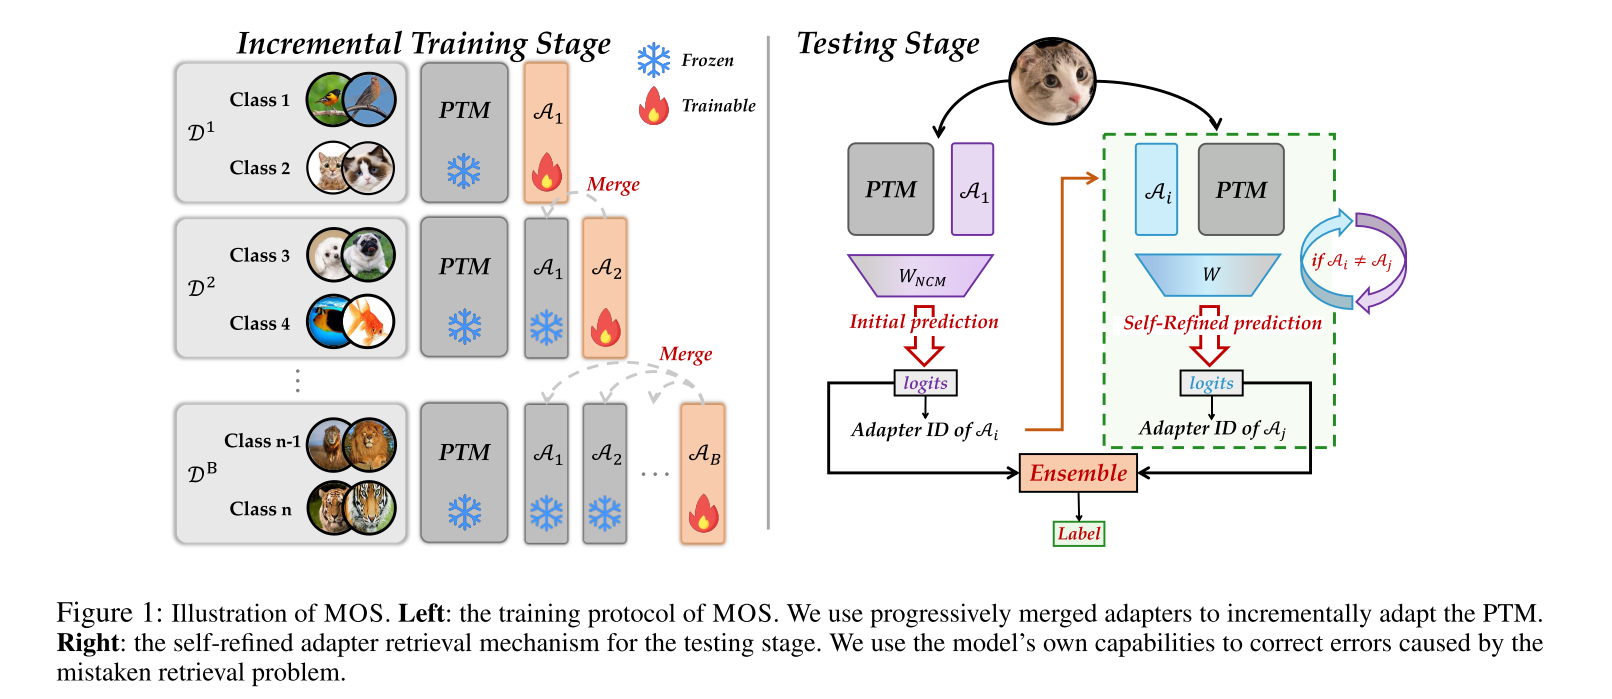 Incremental Training Stage
Frozen
Trainable
𝒟¹
Class 1
Class 2
PTM
𝒜₁
Merge
𝒟²
Class 3
Class 4
PTM
𝒜₁
𝒜₂
Merge
⋮
𝒟ᴮ
Class n-1
Class n
PTM
𝒜₁
𝒜₂
...
𝒜_B
Testing Stage
PTM
𝒜₁
W_NCM
Initial prediction
logits
Adapter ID of 𝒜ᵢ
𝒜ᵢ
PTM
W
if 𝒜ᵢ ≠ 𝒜ⱼ
Self-Refined prediction
logits
Adapter ID of 𝒜ⱼ
Ensemble
Label
Figure 1: Illustration of MOS. Left: the training protocol of MOS. We use progressively merged adapters to incrementally adapt the PTM.
Right: the self-refined adapter retrieval mechanism for the testing stage. We use the model's own capabilities to correct errors caused by the
mistaken retrieval problem.